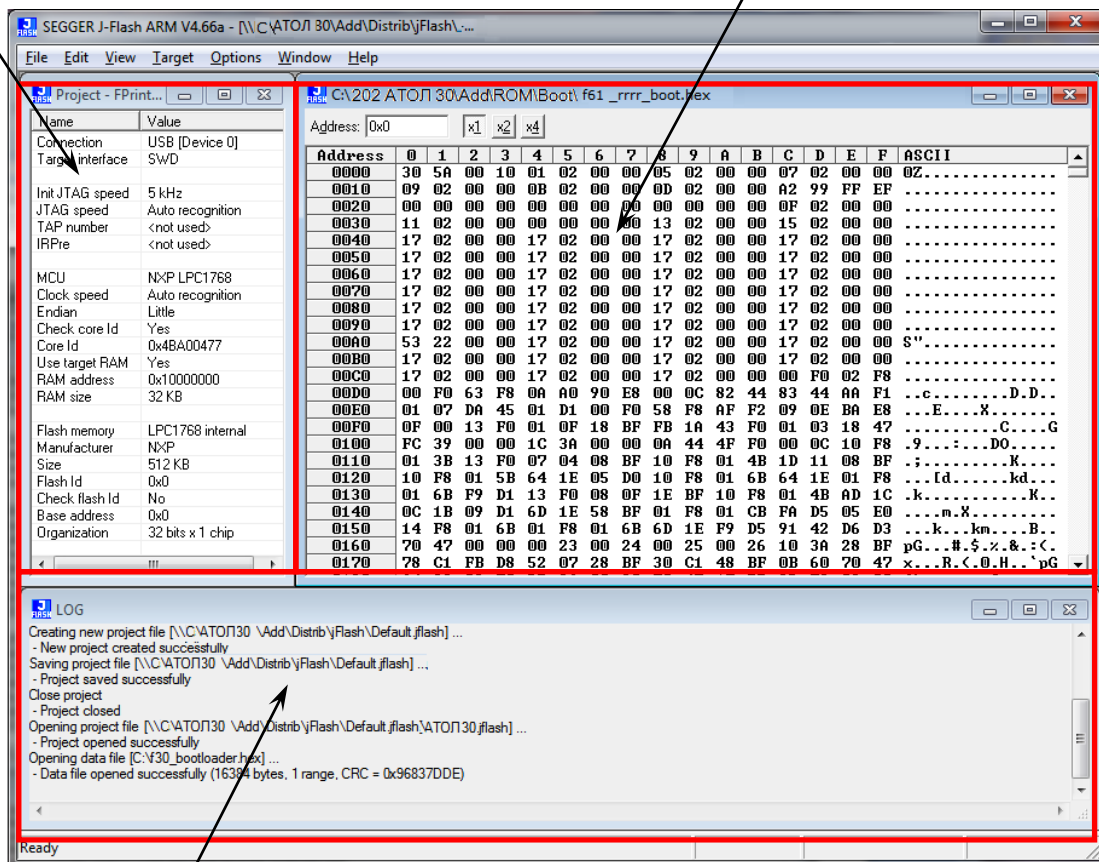 SEGGER J-Flash ARM V4.66a - [\\C\АТОЛ 30\Add\Distrib\jFlash\...
File Edit View Target Options Window Help
Project - FPrint...
Name Value
Connection USB [Device 0]
Target interface SWD
Init JTAG speed 5 kHz
JTAG speed Auto recognition
TAP number <not used>
IRPre <not used>
MCU NXP LPC1768
Clock speed Auto recognition
Endian Little
Check core Id Yes
Core Id 0x4BA00477
Use target RAM Yes
RAM address 0x10000000
RAM size 32 KB
Flash memory LPC1768 internal
Manufacturer NXP
Size 512 KB
Flash Id 0x0
Check flash Id No
Base address 0x0
Organization 32 bits x 1 chip
C:\202 АТОЛ 30\Add\ROM\Boot\ f61 _rrrr_boot.hex
Address: 0x0 x1 x2 x4
Address 0 1 2 3 4 5 6 7 8 9 A B C D E F ASCII
0000 30 5A 00 10 01 02 00 00 05 02 00 00 07 02 00 00 0Z..............
0010 09 02 00 00 0B 02 00 00 0D 02 00 00 A2 99 FF EF ................
0020 00 00 00 00 00 00 00 00 00 00 00 00 0F 02 00 00 ................
0030 11 02 00 00 00 00 00 00 13 02 00 00 15 02 00 00 ................
0040 17 02 00 00 17 02 00 00 17 02 00 00 17 02 00 00 ................
0050 17 02 00 00 17 02 00 00 17 02 00 00 17 02 00 00 ................
0060 17 02 00 00 17 02 00 00 17 02 00 00 17 02 00 00 ................
0070 17 02 00 00 17 02 00 00 17 02 00 00 17 02 00 00 ................
0080 17 02 00 00 17 02 00 00 17 02 00 00 17 02 00 00 ................
0090 17 02 00 00 17 02 00 00 17 02 00 00 17 02 00 00 ................
00A0 53 22 00 00 17 02 00 00 17 02 00 00 17 02 00 00 S"..............
00B0 17 02 00 00 17 02 00 00 17 02 00 00 17 02 00 00 ................
00C0 17 02 00 00 17 02 00 00 17 02 00 00 00 F0 02 F8 ................
00D0 00 F0 63 F8 0A A0 90 E8 00 0C 82 44 83 44 AA F1 ..c........D.D..
00E0 01 07 DA 45 01 D1 00 F0 58 F8 AF F2 09 0E BA E8 ...E....X.......
00F0 0F 00 13 F0 01 0F 18 BF FB 1A 43 F0 01 03 18 47 ..........C....G
0100 FC 39 00 00 1C 3A 00 00 0A 44 4F F0 00 0C 10 F8 .9...:...DO.....
0110 01 3B 13 F0 07 04 08 BF 10 F8 01 4B 1D 11 08 BF .;.........K....
0120 10 F8 01 5B 64 1E 05 D0 10 F8 01 6B 64 1E 01 F8 ...[d......kd...
0130 01 6B F9 D1 13 F0 08 0F 1E BF 10 F8 01 4B AD 1C .k...........K..
0140 0C 1B 09 D1 6D 1E 58 BF 01 F8 01 CB FA D5 05 E0 ....m.X.........
0150 14 F8 01 6B 01 F8 01 6B 6D 1E F9 D5 91 42 D6 D3 ...k...km....B..
0160 70 47 00 00 00 23 00 24 00 25 00 26 10 3A 28 BF pG...#.$.%.&.:(.
0170 78 C1 FB D8 52 07 28 BF 30 C1 48 BF 0B 60 70 47 x...R.(.0.H..`pG
LOG
Creating new project file [\\C\АТОЛ30 \Add\Distrib\jFlash\Default.jflash] ...
- New project created successfully
Saving project file [\\C\АТОЛ30 \Add\Distrib\jFlash\Default.jflash] ...
- Project saved successfully
Close project
- Project closed
Opening project file [\\C\АТОЛ30 \Add\Distrib\jFlash\Default.jflash\АТОЛ30.jflash] ...
- Project opened successfully
Opening data file [C:\f30_bootloader.hex] ...
- Data file opened successfully (16384 bytes, 1 range, CRC = 0x96837DDE)
Ready